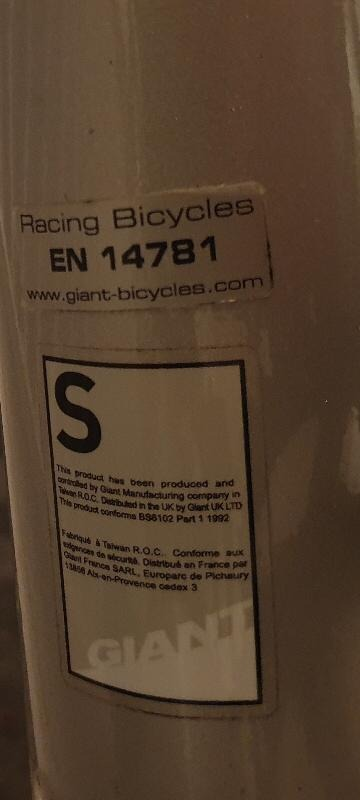 Racing Bicycles
EN 14781
www.giant-bicycles.com
S
This product has been produced and
controlled by Giant Manufacturing company in
Taiwan R.O.C. Distributed in the UK by Giant UK LTD
This product conforms BS6102 Part 1 1992
Fabriqué à Taiwan R.O.C.. Conforme aux
exigences de sécurité. Distribué en France par
Giant France SARL, Europarc de Pichaury
13856 Aix-en-Provence cedex 3
GIANT